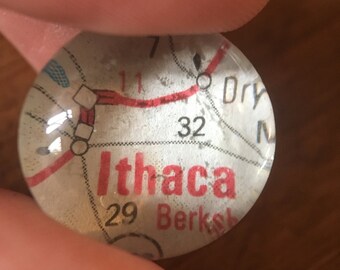 7
11
Dry
32
Ithaca
29 Berksh